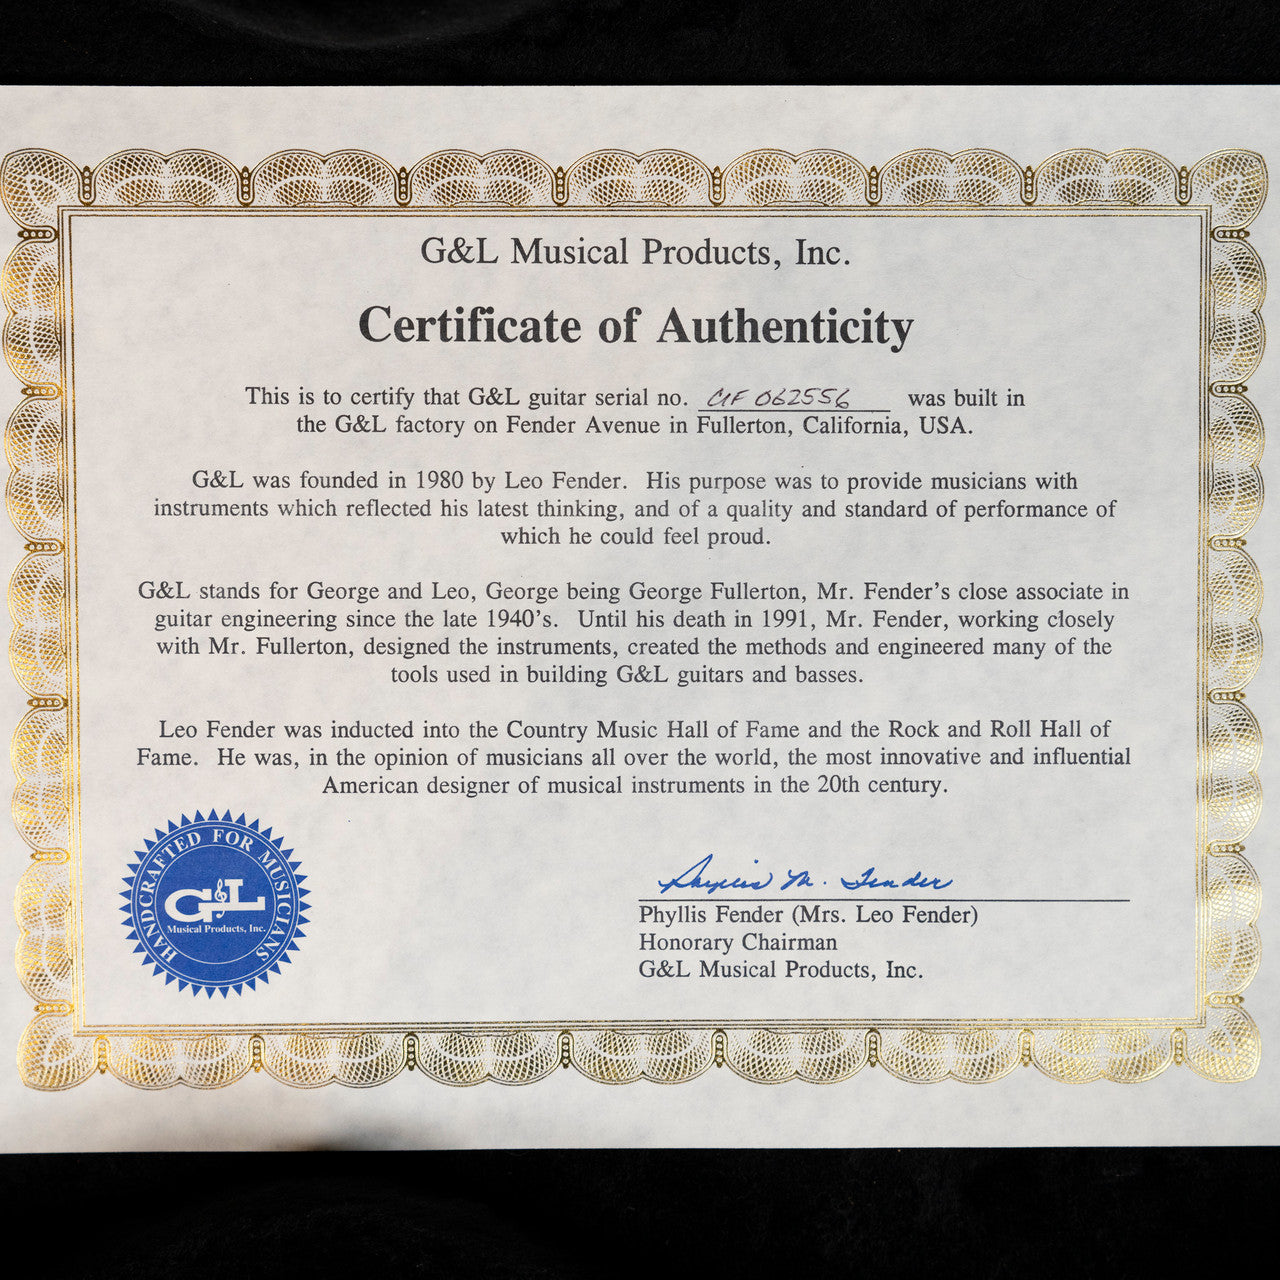 G&L Musical Products, Inc.
Certificate of Authenticity
This is to certify that G&L guitar serial no. CLF 062556 was built in
the G&L factory on Fender Avenue in Fullerton, California, USA.
G&L was founded in 1980 by Leo Fender. His purpose was to provide musicians with
instruments which reflected his latest thinking, and of a quality and standard of performance of
which he could feel proud.
G&L stands for George and Leo, George being George Fullerton, Mr. Fender's close associate in
guitar engineering since the late 1940's. Until his death in 1991, Mr. Fender, working closely
with Mr. Fullerton, designed the instruments, created the methods and engineered many of the
tools used in building G&L guitars and basses.
Leo Fender was inducted into the Country Music Hall of Fame and the Rock and Roll Hall of
Fame. He was, in the opinion of musicians all over the world, the most innovative and influential
American designer of musical instruments in the 20th century.
HANDCRAFTED FOR MUSICIANS
G&L
Musical Products, Inc.
Phyllis M. Fender
Phyllis Fender (Mrs. Leo Fender)
Honorary Chairman
G&L Musical Products, Inc.